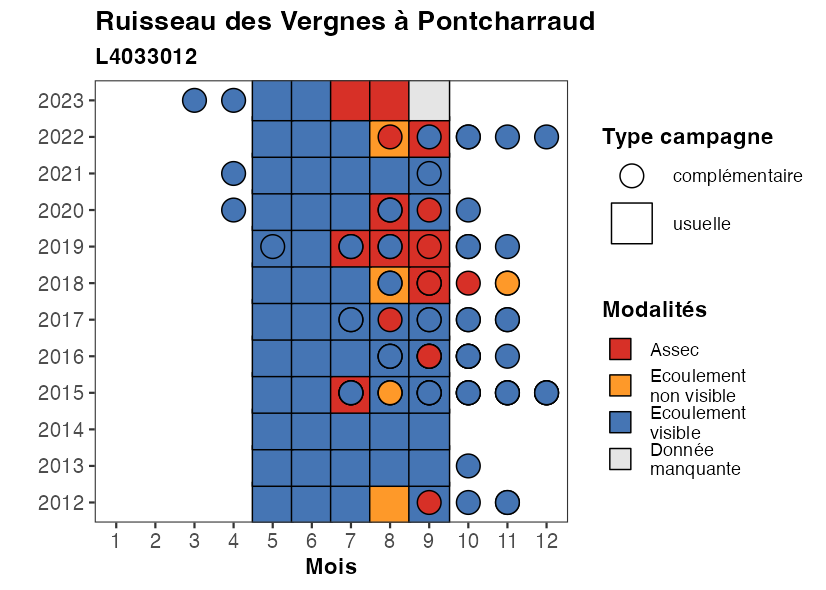 Ruisseau des Vergnes à Pontcharraud
L4033012
2023
2022
2021
2020
2019
2018
2017
2016
2015
2014
2013
2012
1 2 3 4 5 6 7 8 9 10 11 12
Mois
Type campagne
complémentaire
usuelle
Modalités
Assec
Ecoulement
non visible
Ecoulement
visible
Donnée
manquante